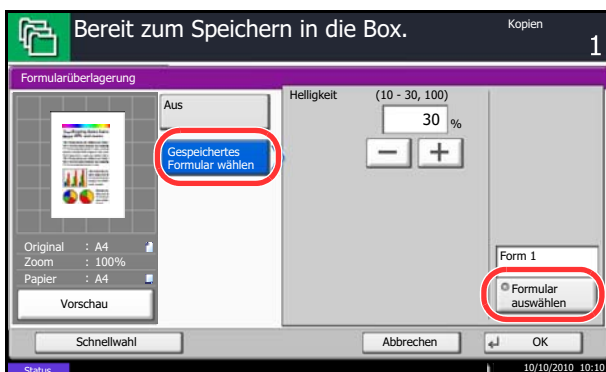 Bereit zum Speichern in die Box.
Kopien
1
Formularüberlagerung
Aus
Gespeichertes
Formular wählen
Helligkeit
(10 - 30, 100)
30 %
Original : A4
Zoom : 100%
Papier : A4
Vorschau
Form 1
Formular
auswählen
Schnellwahl
Abbrechen
OK
Status
10/10/2010 10:10